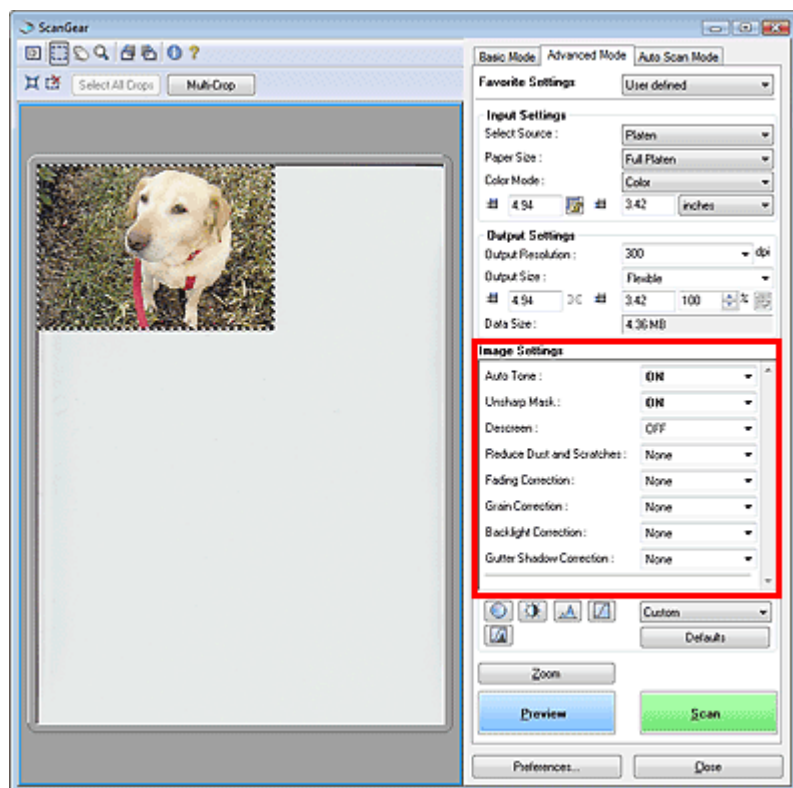 ScanGear
Basic Mode Advanced Mode Auto Scan Mode
Select All Crops Multi-Crop
Favorite Settings User defined
Input Settings
Select Source : Platen
Paper Size : Full Platen
Color Mode : Color
4.94 3.42 inches
Output Settings
Output Resolution : 300 dpi
Output Size : Flexible
4.94 3.42 100 %
Data Size : 4.36 MB
Image Settings
Auto Tone : ON
Unsharp Mask : ON
Descreen : OFF
Reduce Dust and Scratches : None
Fading Correction : None
Grain Correction : None
Backlight Correction : None
Gutter Shadow Correction : None
Custom
Defaults
Zoom
Preview Scan
Preferences... Close